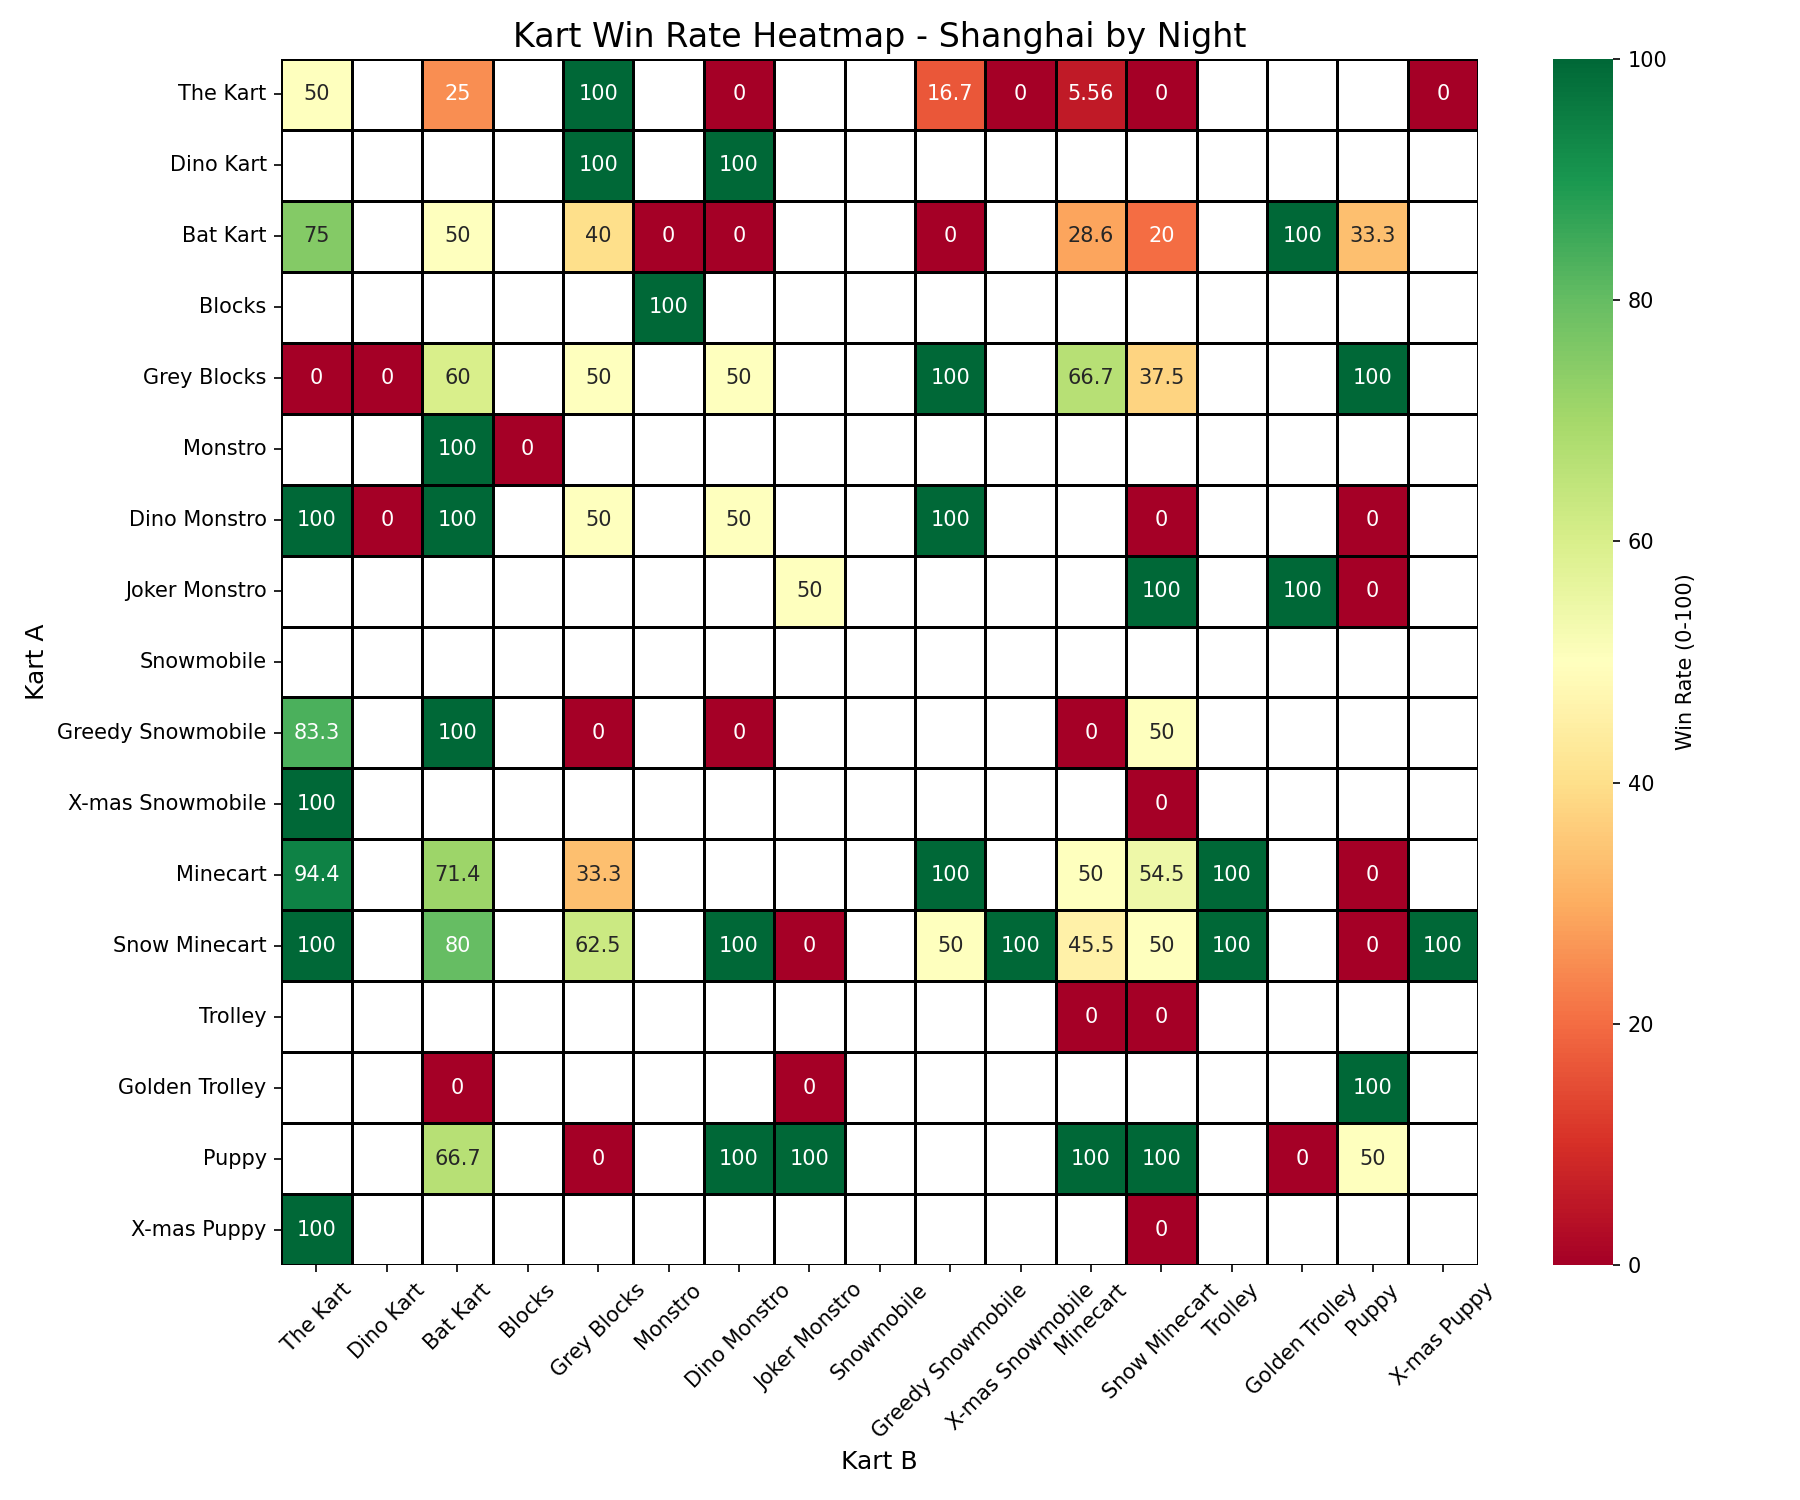 Kart Win Rate Heatmap - Shanghai by Night
The Kart 50 25 100 0 16.7 0 5.56 0 0
Dino Kart 100 100
Bat Kart 75 50 40 0 0 0 28.6 20 100 33.3
Blocks 100
Grey Blocks 0 0 60 50 50 100 66.7 37.5 100
Monstro 100 0
Dino Monstro 100 0 100 50 50 100 0 0
Joker Monstro 50 100 100 0
Snowmobile
Greedy Snowmobile 83.3 100 0 0 0 50
X-mas Snowmobile 100 0
Minecart 94.4 71.4 33.3 100 50 54.5 100 0
Snow Minecart 100 80 62.5 100 0 50 100 45.5 50 100 0 100
Trolley 0 0
Golden Trolley 0 0 100
Puppy 66.7 0 100 100 100 100 0 50
X-mas Puppy 100 0
Kart A
The Kart
Dino Kart
Bat Kart
Blocks
Grey Blocks
Monstro
Dino Monstro
Joker Monstro
Snowmobile
Greedy Snowmobile
X-mas Snowmobile
Minecart
Snow Minecart
Trolley
Golden Trolley
Puppy
X-mas Puppy
Kart B
100
80
60
40
20
0
Win Rate (0-100)